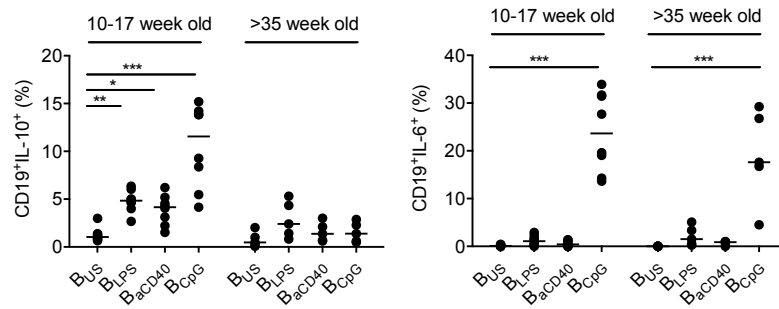 10-17 week old >35 week old
***
*
**
CD19+IL-10+ (%)
20
15
10
5
0
BUS BLPS BaCD40 BCpG BUS BLPS BaCD40 BCpG
10-17 week old >35 week old
*** ***
CD19+IL-6+ (%)
40
30
20
10
0
BUS BLPS BaCD40 BCpG BUS BLPS BaCD40 BCpG